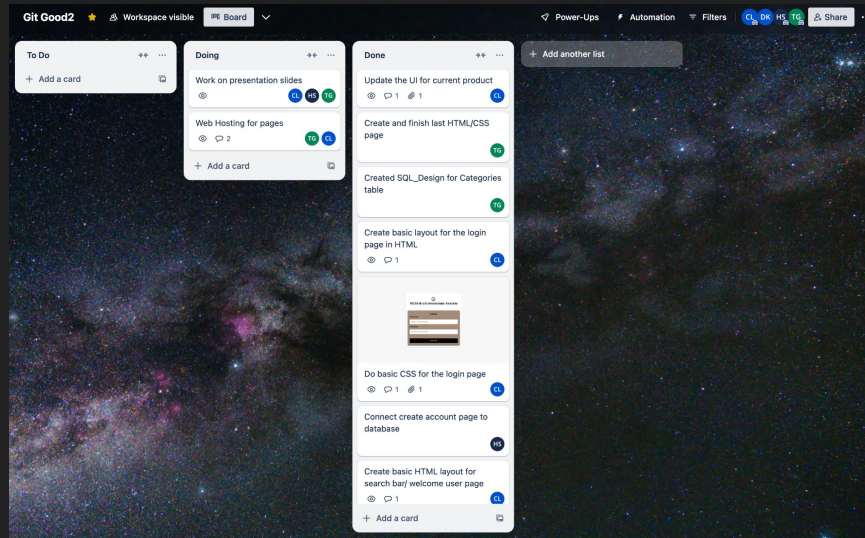 Git Good2
Workspace visible
Board
Power-Ups
Automation
Filters
CL
DK
HS
TG
Share
To Do
+ Add a card
Doing
Work on presentation slides
CL HS TG
Web Hosting for pages
2
TG CL
+ Add a card
Done
Update the UI for current product
1 1
CL
Create and finish last HTML/CSS
page
TG
Created SQL_Design for Categories
table
TG
Create basic layout for the login
page in HTML
1
CL
Do basic CSS for the login page
1 1
CL
Connect create account page to
database
HS
Create basic HTML layout for
search bar/ welcome user page
1
CL
+ Add a card
+ Add another list